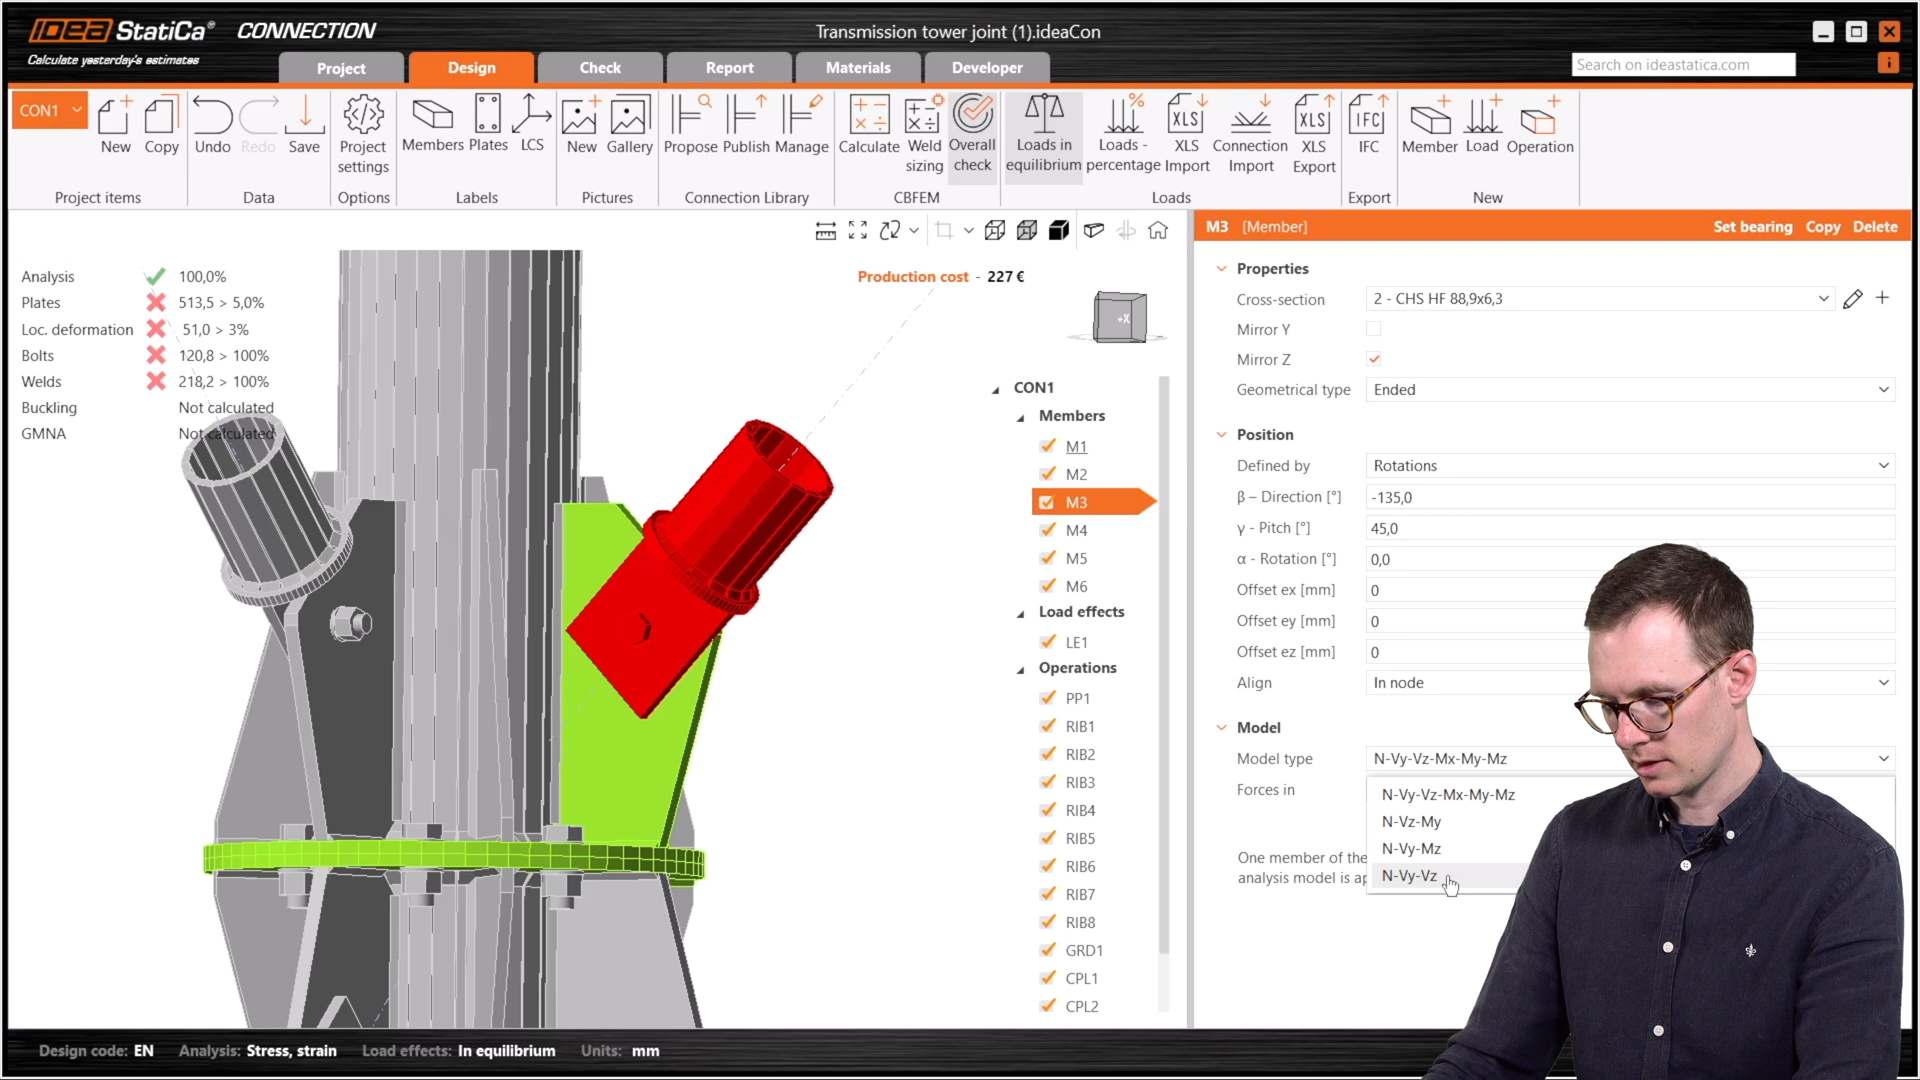 IDEA StatiCa® CONNECTION
Calculate yesterday's estimates
Transmission tower joint (1).ideaCon
Search on ideastatica.com
Project Design Check Report Materials Developer
CON1
New Copy Undo Redo Save Project settings Members Plates LCS New Gallery Propose Publish Manage Calculate Weld sizing Overall check Loads in equilibrium Loads - percentage XLS Import Connection Import XLS Export IFC Member Load Operation
Project items Data Options Labels Pictures Connection Library CBFEM Loads Export New
Analysis 100,0%
Plates 513,5 > 5,0%
Loc. deformation 51,0 > 3%
Bolts 120,8 > 100%
Welds 218,2 > 100%
Buckling Not calculated
GMNA Not calculated
Production cost - 227 €
+X
CON1
Members
M1
M2
M3
M4
M5
M6
Load effects
LE1
Operations
PP1
RIB1
RIB2
RIB3
RIB4
RIB5
RIB6
RIB7
RIB8
GRD1
CPL1
CPL2
M3 [Member] Set bearing Copy Delete
Properties
Cross-section 2 - CHS HF 88,9x6,3
Mirror Y
Mirror Z
Geometrical type Ended
Position
Defined by Rotations
β – Direction [°] -135,0
γ - Pitch [°] 45,0
α - Rotation [°] 0,0
Offset ex [mm] 0
Offset ey [mm] 0
Offset ez [mm] 0
Align In node
Model
Model type N-Vy-Vz-Mx-My-Mz
Forces in
N-Vy-Vz-Mx-My-Mz
N-Vz-My
N-Vy-Mz
N-Vy-Vz
One member of the
analysis model is
Design code: EN Analysis: Stress, strain Load effects: In equilibrium Units: mm